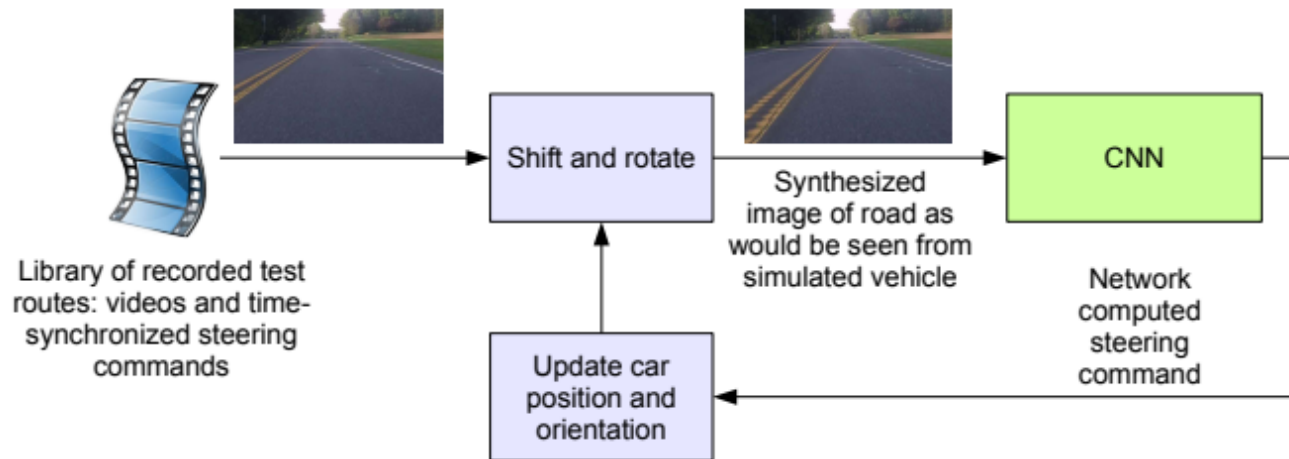 Shift and rotate
CNN
Synthesized
image of road as
would be seen from
simulated vehicle
Library of recorded test
routes: videos and time-
synchronized steering
commands
Network
computed
steering
command
Update car
position and
orientation